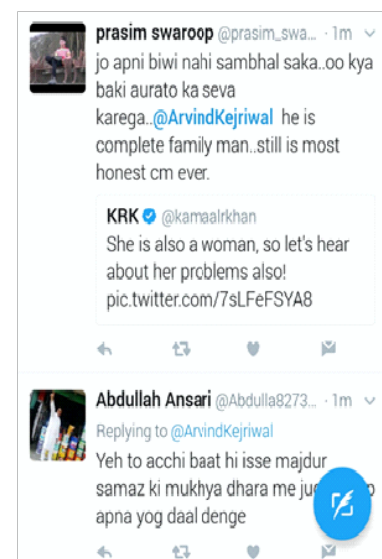 prasim swaroop @prasim_swa... · 1m
jo apni biwi nahi sambhal saka..oo kya
baki aurato ka seva
karega..@ArvindKejriwal he is
complete family man..still is most
honest cm ever.
KRK @kamaalrkhan
She is also a woman, so let's hear
about her problems also!
pic.twitter.com/7sLFeFSYA8
Abdullah Ansari @Abdulla8273... · 1m
Replying to @ArvindKejriwal
Yeh to acchi baat hi isse majdur
samaz ki mukhya dhara me
apna yog daal denge